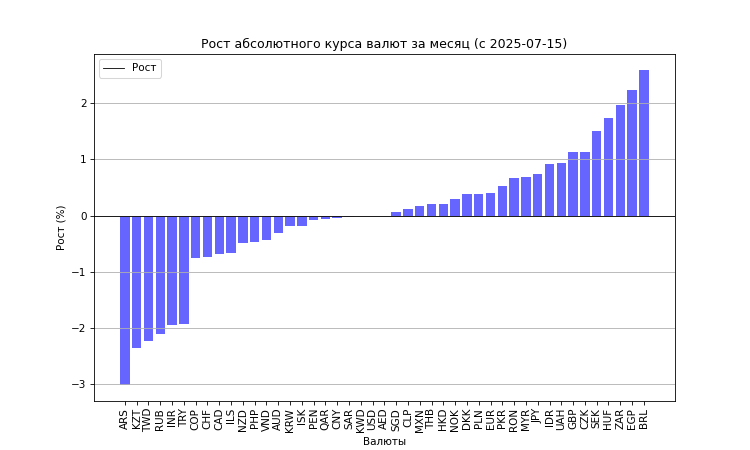 Рост абсолютного курса валют за месяц (с 2025-07-15)
Рост
Рост (%)
2
1
0
−1
−2
−3
ARS KZT TWD RUB INR TRY COP CHF CAD ILS NZD PHP VND AUD KRW ISK PEN QAR CNY SAR KWD USD AED SGD CLP MXN THB HKD NOK DKK PLN EUR PKR RON MYR JPY IDR UAH GBP CZK SEK HUF ZAR EGP BRL
Валюты